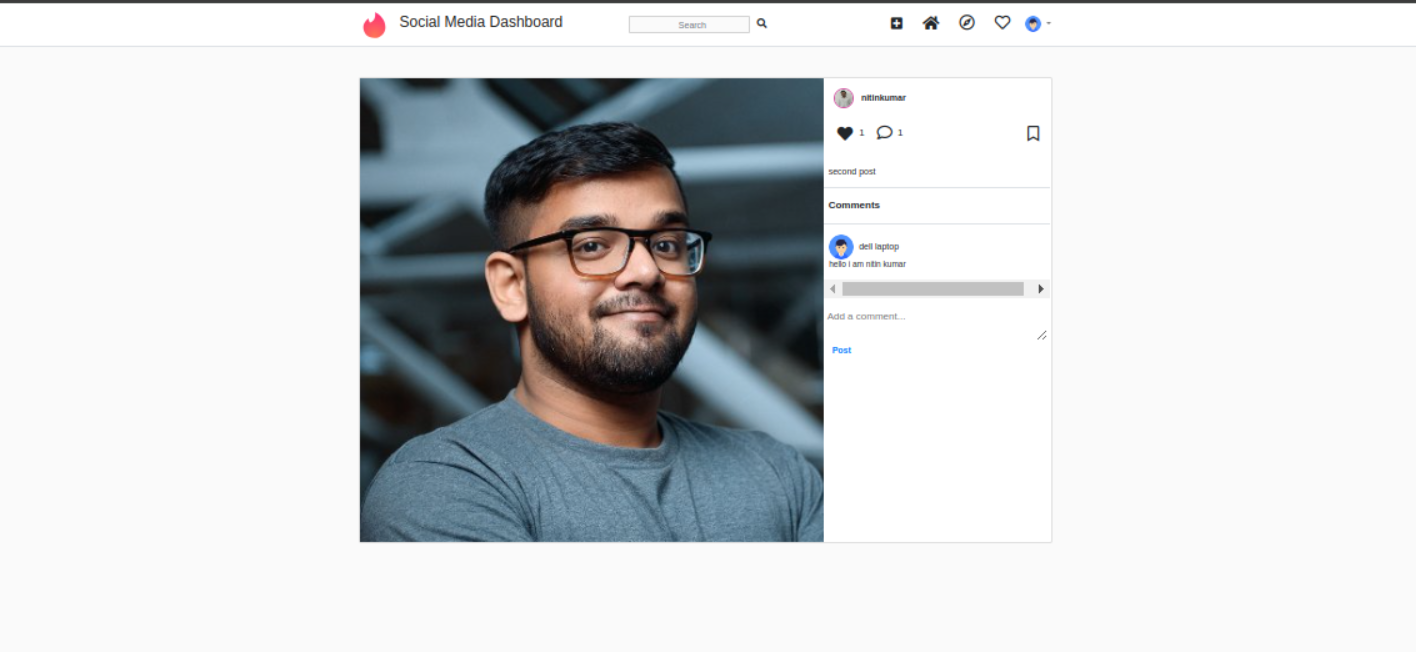 Social Media Dashboard
Search
nitinkumar
1 1
second post
Comments
dell laptop
hello i am nitin kumar
Add a comment...
Post